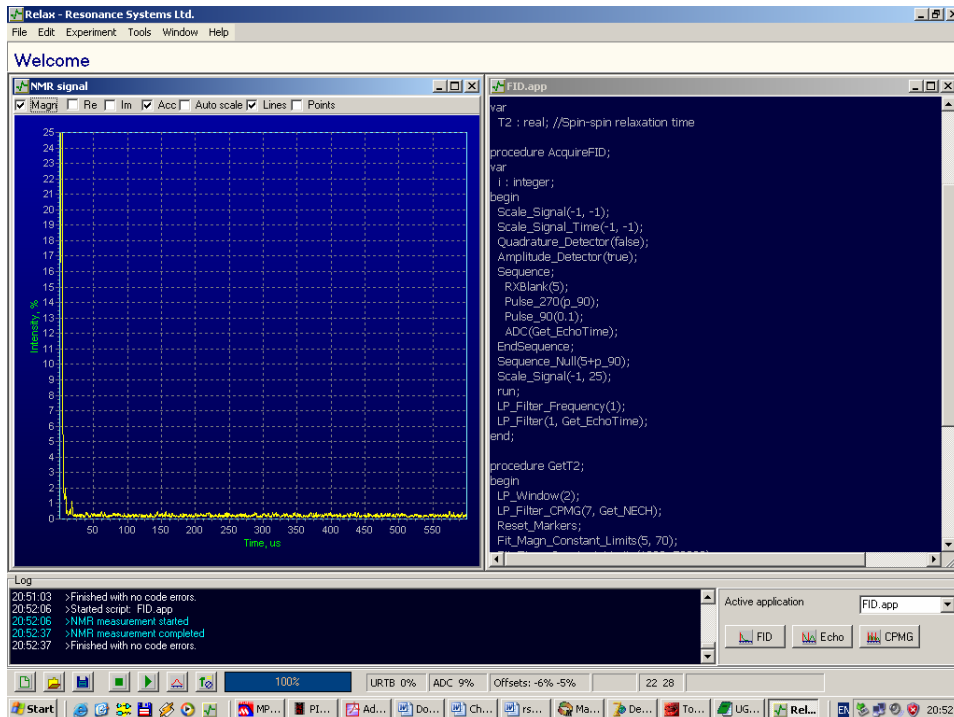 Relax - Resonance Systems Ltd.
File Edit Experiment Tools Window Help
Welcome
NMR signal
Magn Re Im Acc Auto scale Lines Points
25
24
23
22
21
20
19
18
17
16
15
14
13
12
11
10
9
8
7
6
5
4
3
2
1
0
Intensity, %
50 100 150 200 250 300 350 400 450 500 550
Time, us
FID.app
var
T2 : real; //Spin-spin relaxation time
procedure AcquireFID;
var
i : integer;
begin
Scale_Signal(-1, -1);
Scale_Signal_Time(-1, -1);
Quadrature_Detector(false);
Amplitude_Detector(true);
Sequence;
RXBlank(5);
Pulse_270(p_90);
Pulse_90(0.1);
ADC(Get_EchoTime);
EndSequence;
Sequence_Null(5+p_90);
Scale_Signal(-1, 25);
run;
LP_Filter_Frequency(1);
LP_Filter(1, Get_EchoTime);
end;
procedure GetT2;
begin
LP_Window(2);
LP_Filter_CPMG(7, Get_NECH);
Reset_Markers;
Fit_Magn_Constant_Limits(5, 70);
Log
20:51:03 >Finished with no code errors.
20:52:06 >Started script: FID.app
20:52:06 >NMR measurement started
20:52:37 >NMR measurement completed
20:52:37 >Finished with no code errors.
Active application FID.app
FID Echo CPMG
100% URTB 0% ADC 9% Offsets: -6% -5% 22 28
Start MP... PI... Ad... Do... Ch... rs... Ma... De... To... UG... Rel... EN 20:52